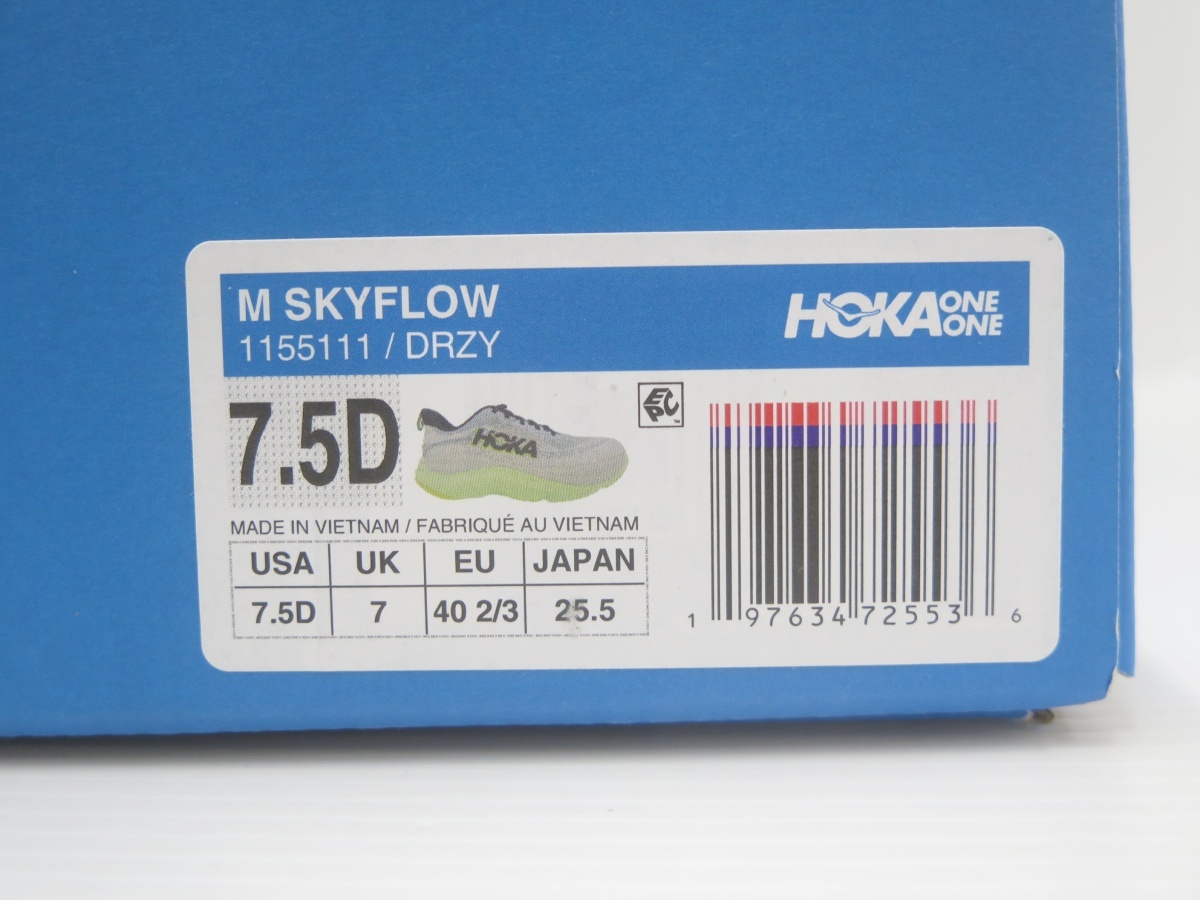 M SKYFLOW
1155111 / DRZY
HOKA ONE ONE
7.5D
HOKA
EPC™
MADE IN VIETNAM / FABRIQUÉ AU VIETNAM
USA UK EU JAPAN
7.5D 7 40 2/3 25.5
1 97634 72553 6